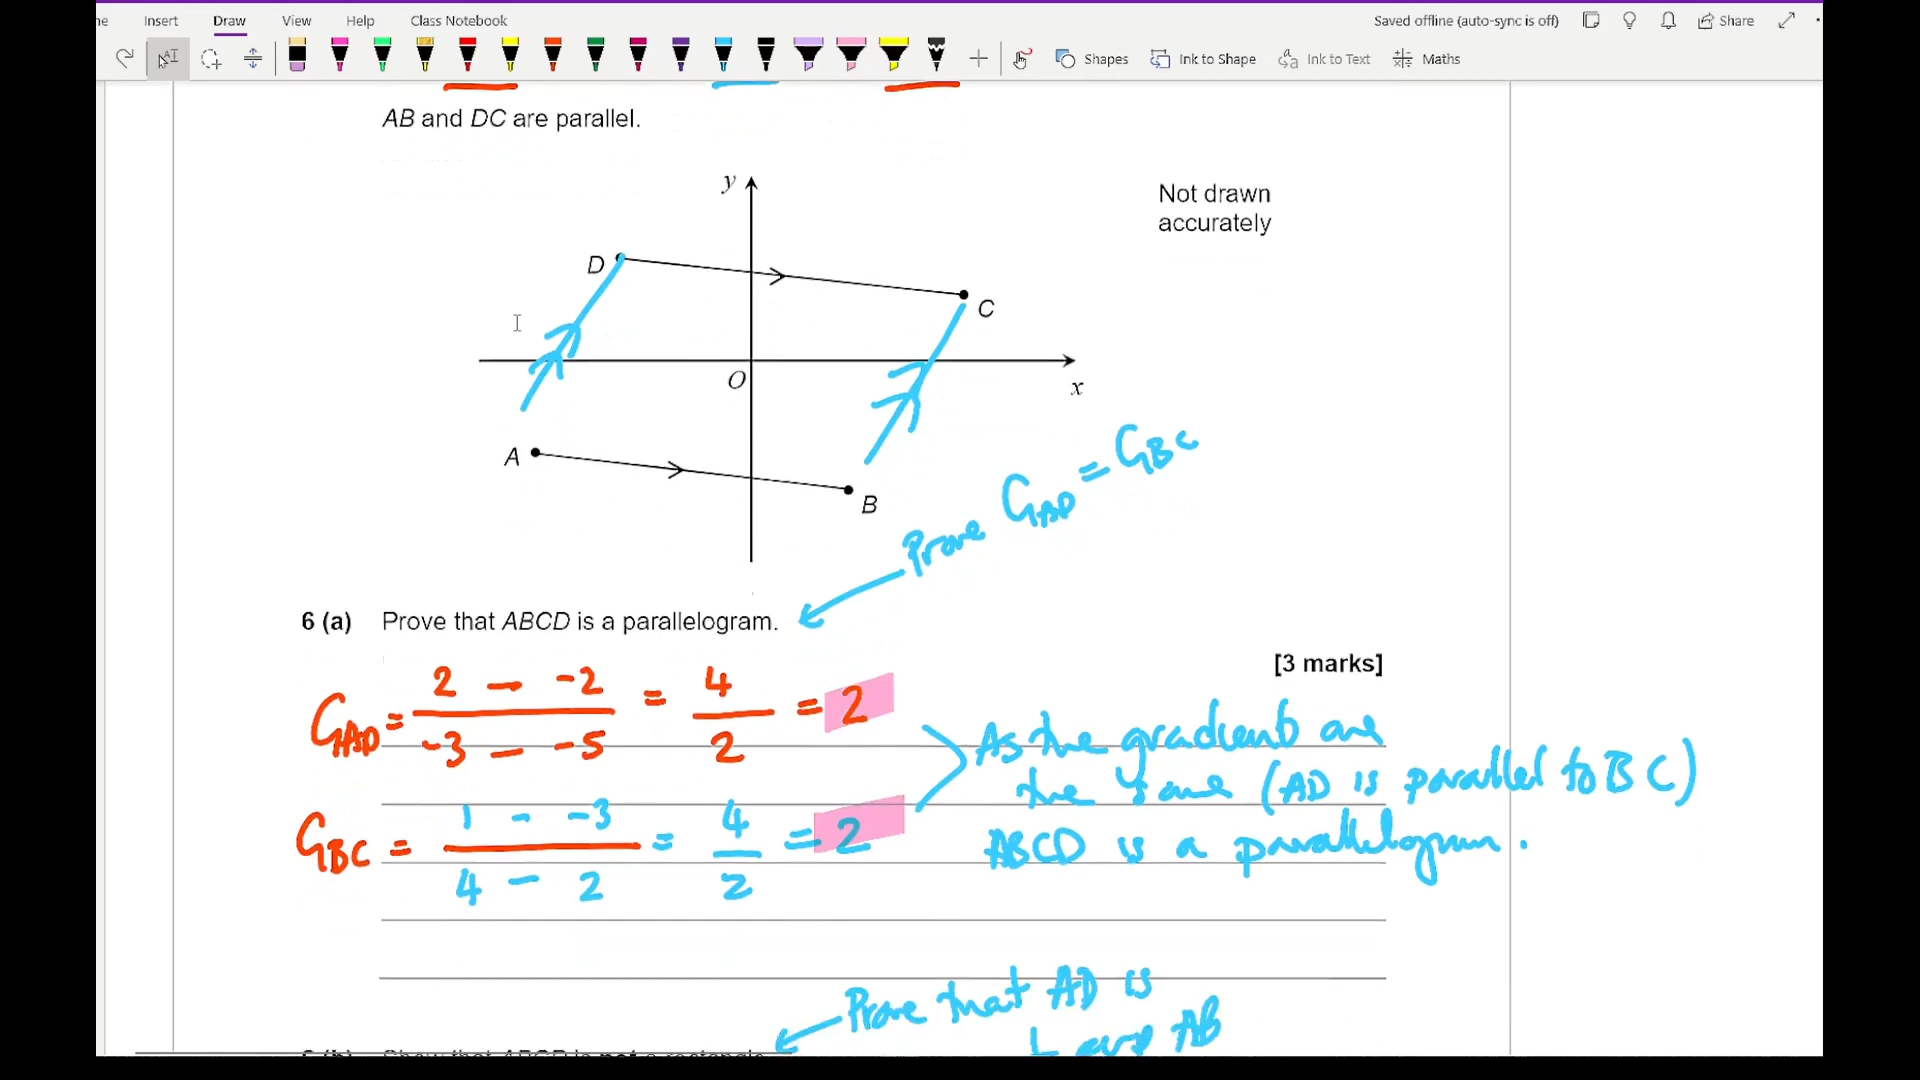 Insert Draw View Help Class Notebook Saved offline (auto-sync is off) Share
Shapes Ink to Shape Ink to Text Maths
AB and DC are parallel.
y
Not drawn
accurately
D
C
O
x
A
B
Prove GAD = GBC
6 (a) Prove that ABCD is a parallelogram.
[3 marks]
GAD = 2 - -2 / -3 - -5 = 4 / 2 = 2
As the gradients are
the same (AD is parallel to BC)
GBC = 1 - -3 / 4 - 2 = 4 / 2 = 2
ABCD is a parallelogram.
Prove that AD is
AB